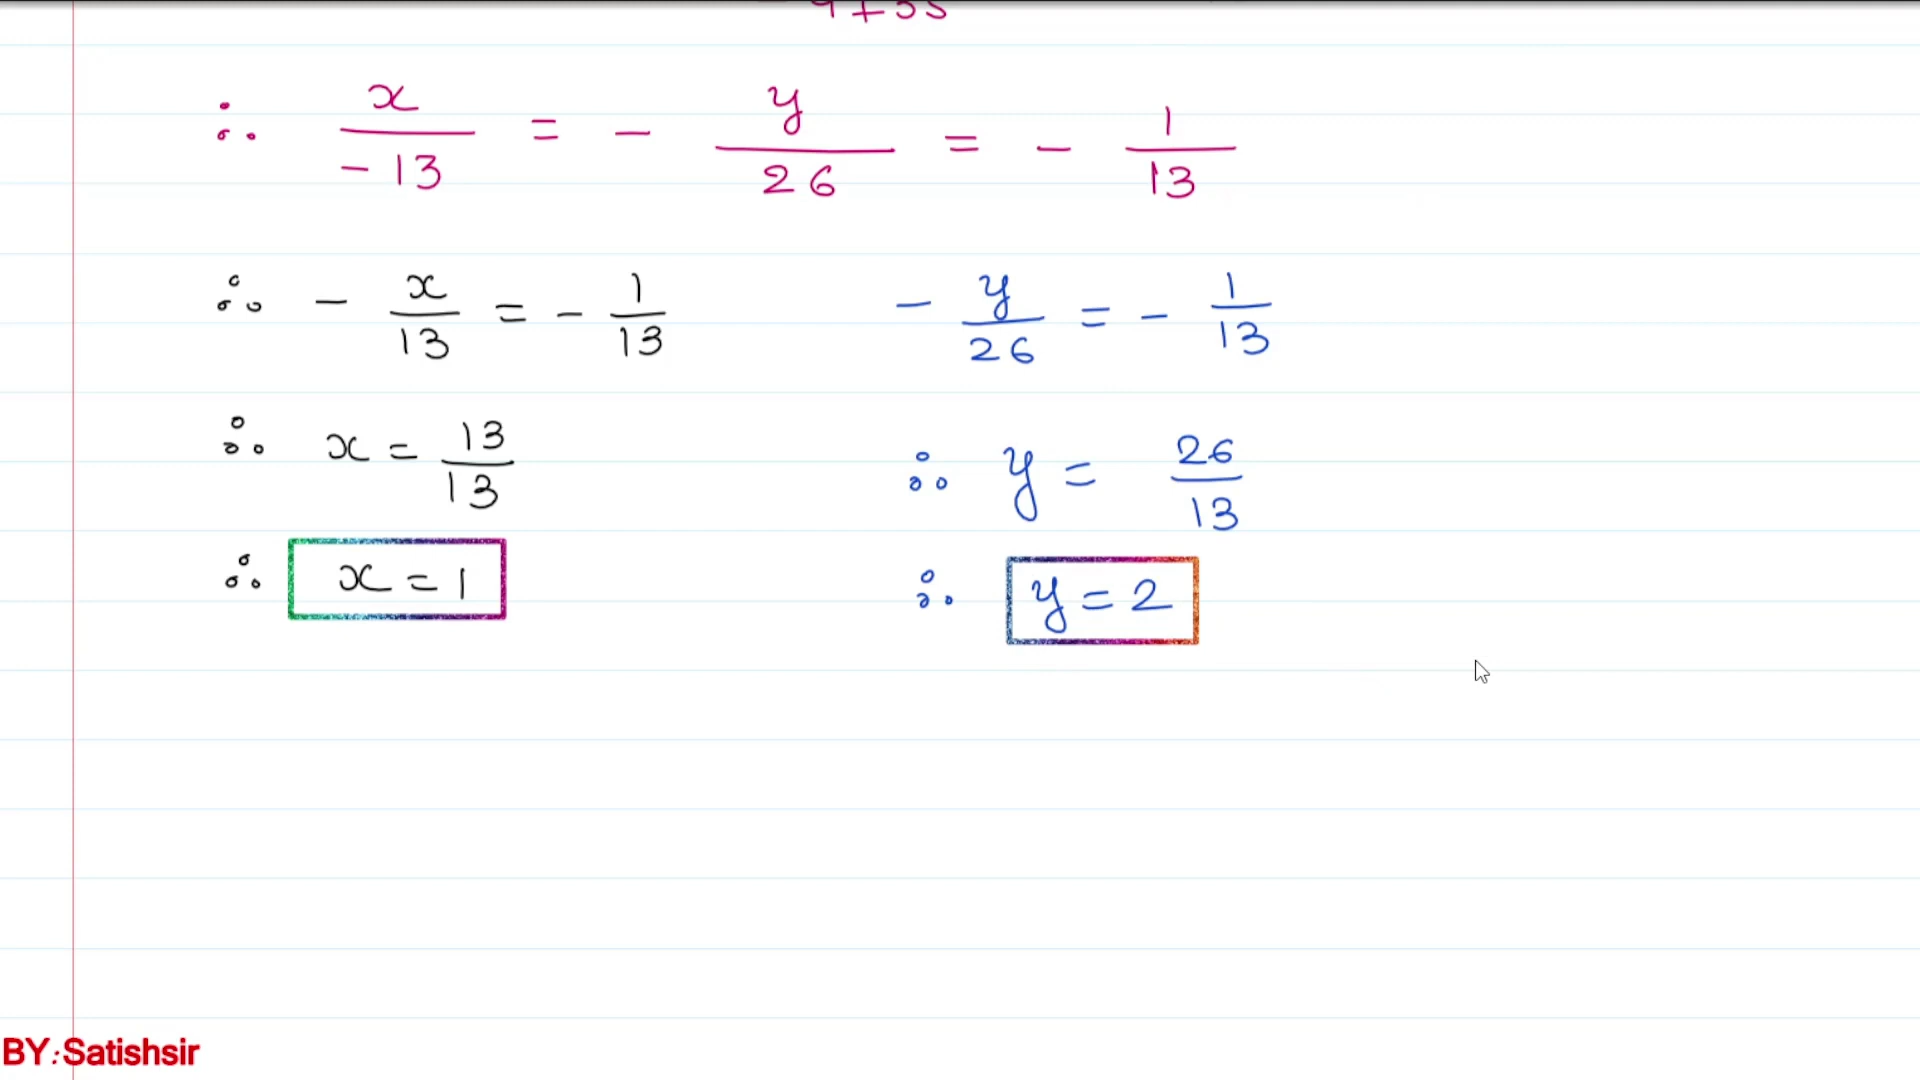 ∴ x/-13 = - y/26 = - 1/13
∴ - x/13 = - 1/13
- y/26 = - 1/13
∴ x = 13/13
∴ y = 26/13
∴ x = 1
∴ y = 2
BY:Satishsir